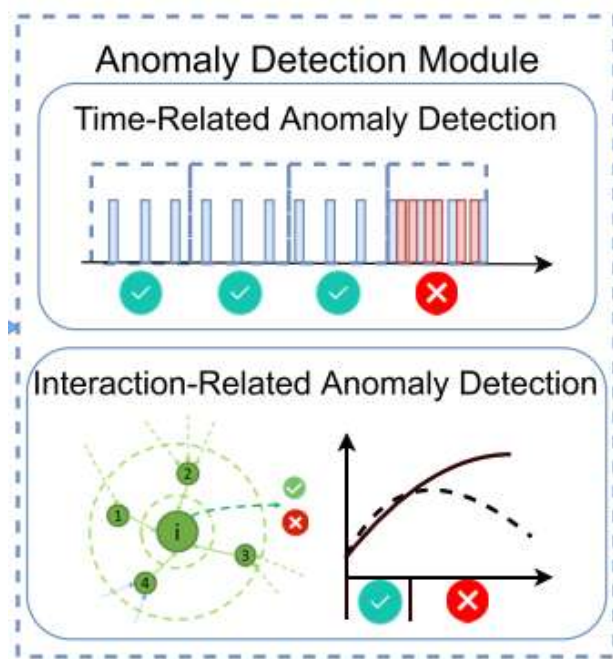 Anomaly Detection Module
Time-Related Anomaly Detection
Interaction-Related Anomaly Detection
2
1
i
3
4